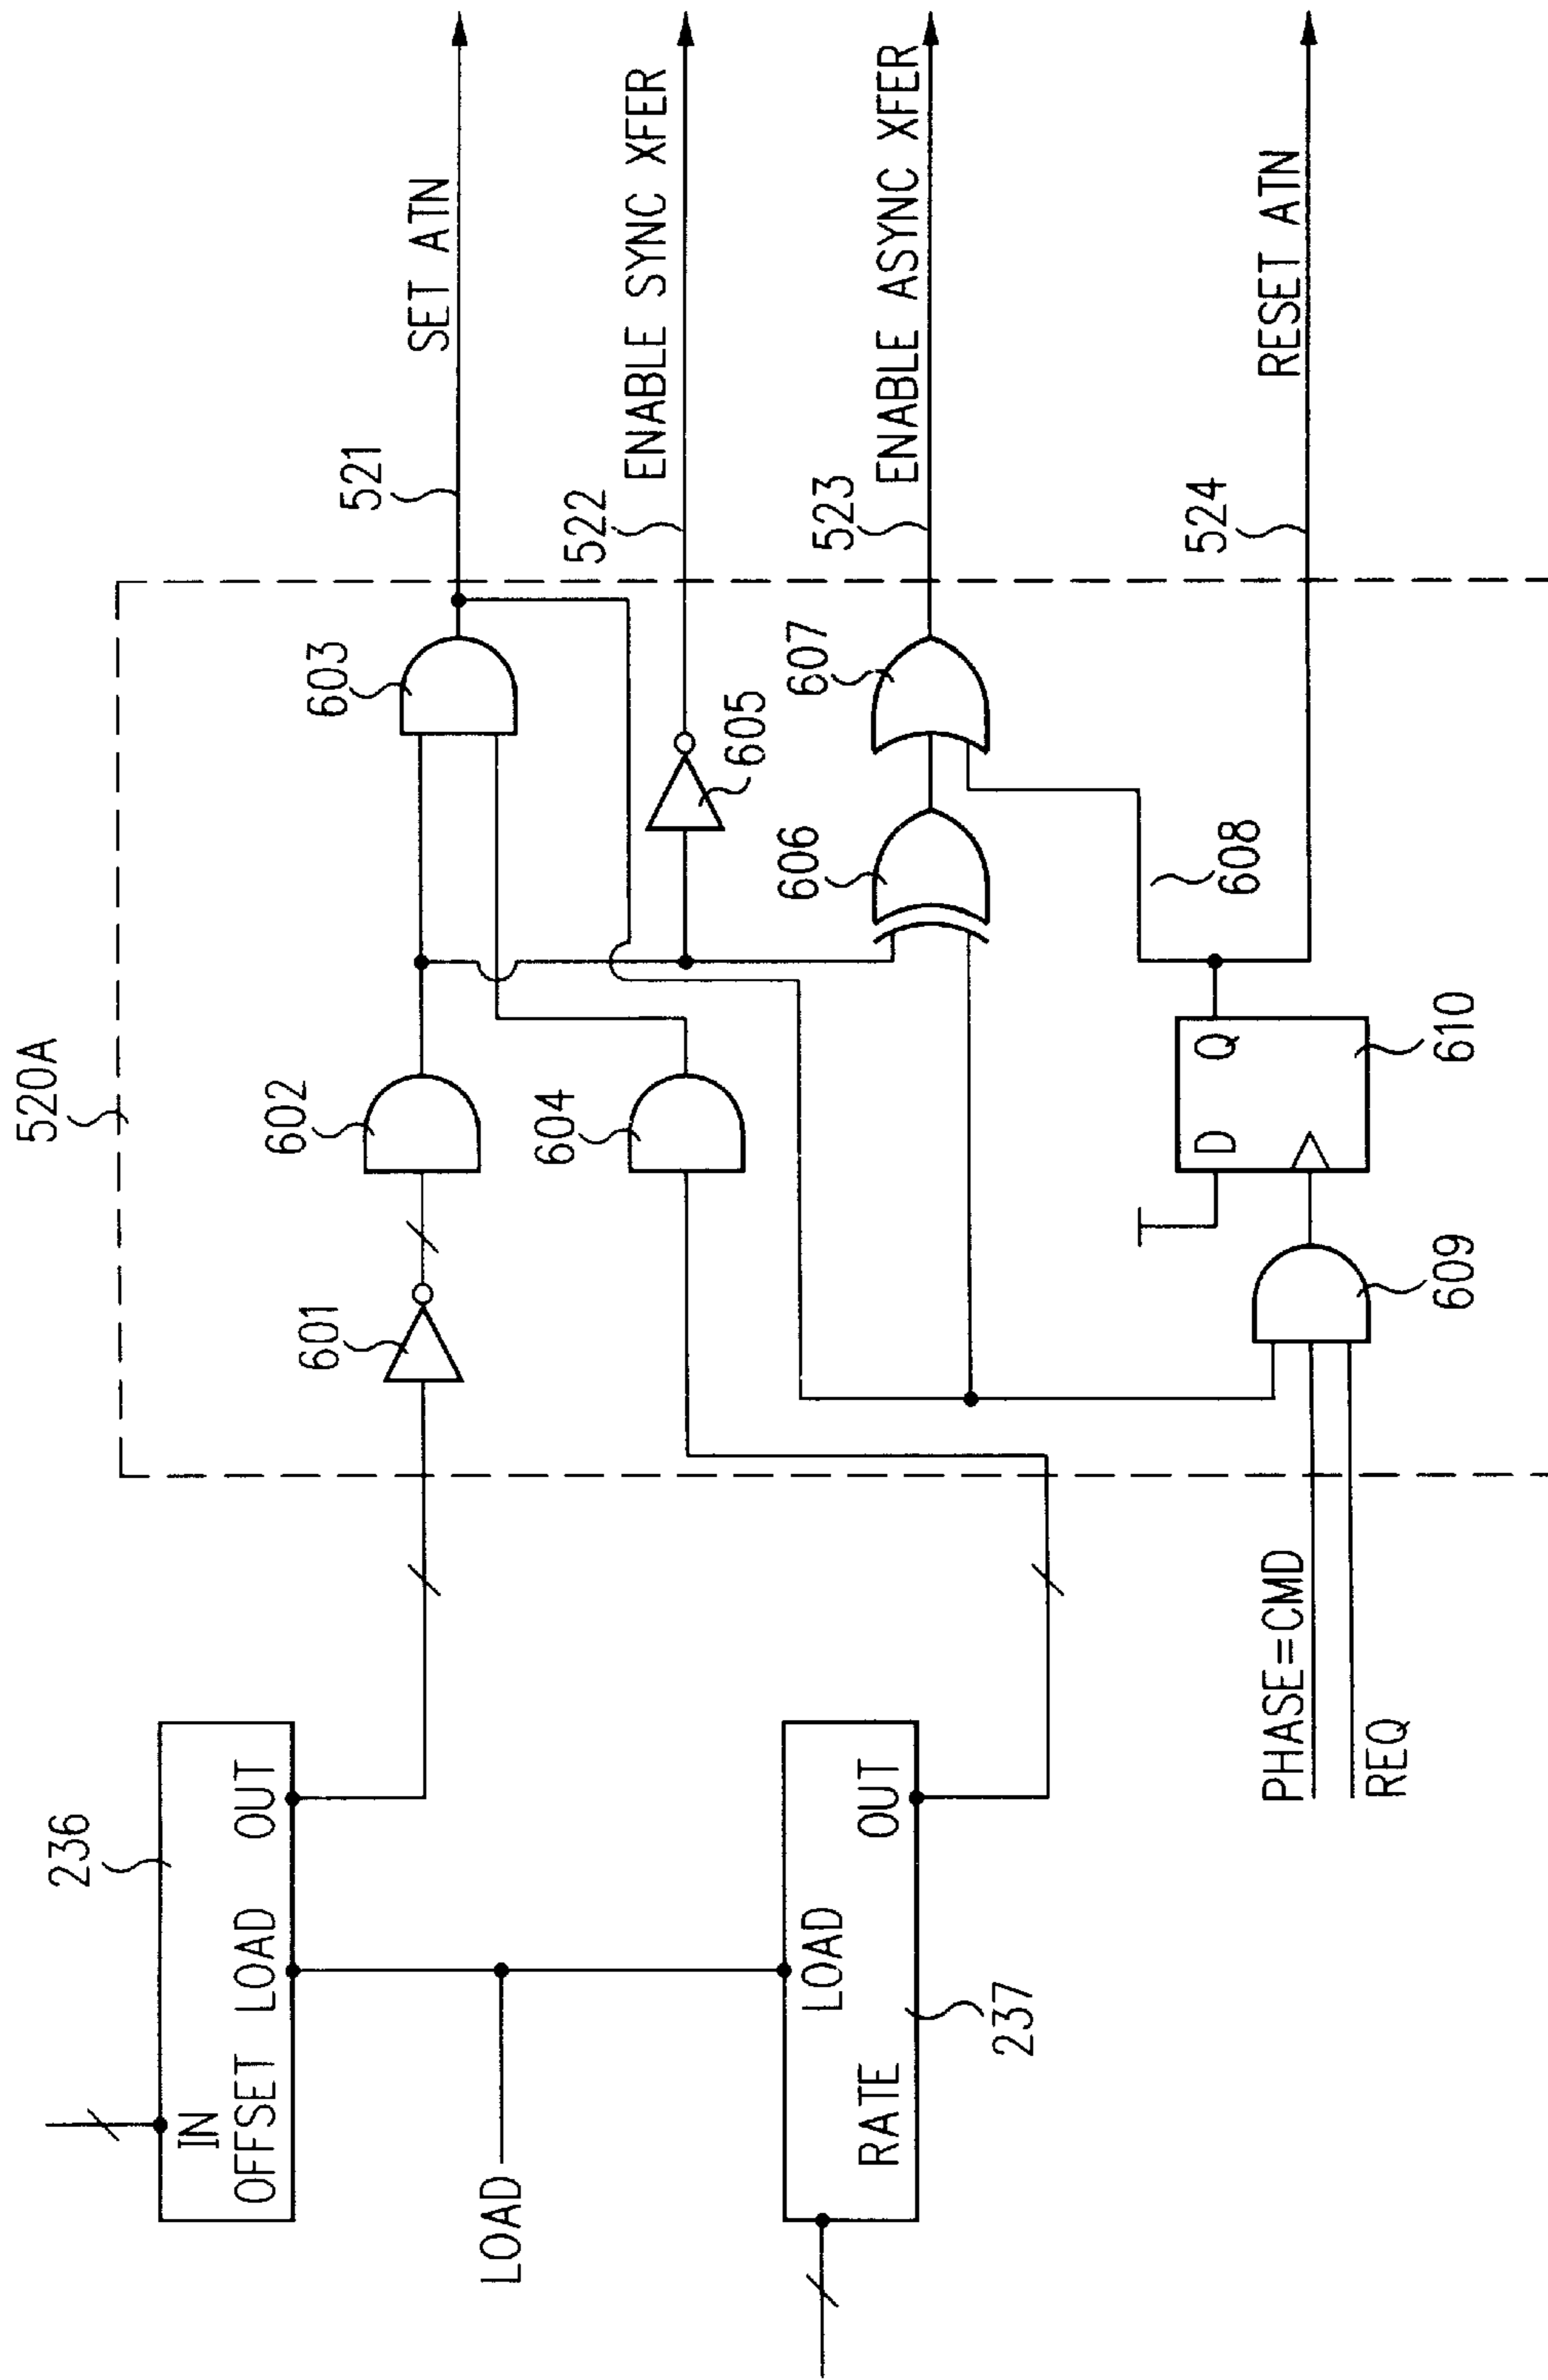 520A
236
IN
OFFSET LOAD OUT
601
602
603
521
SET ATN
604
605
522
ENABLE SYNC XFER
LOAD
LOAD
RATE OUT
237
606
607
523
ENABLE ASYNC XFER
608
PHASE=CMD
REQ
609
D Q
610
524
RESET ATN